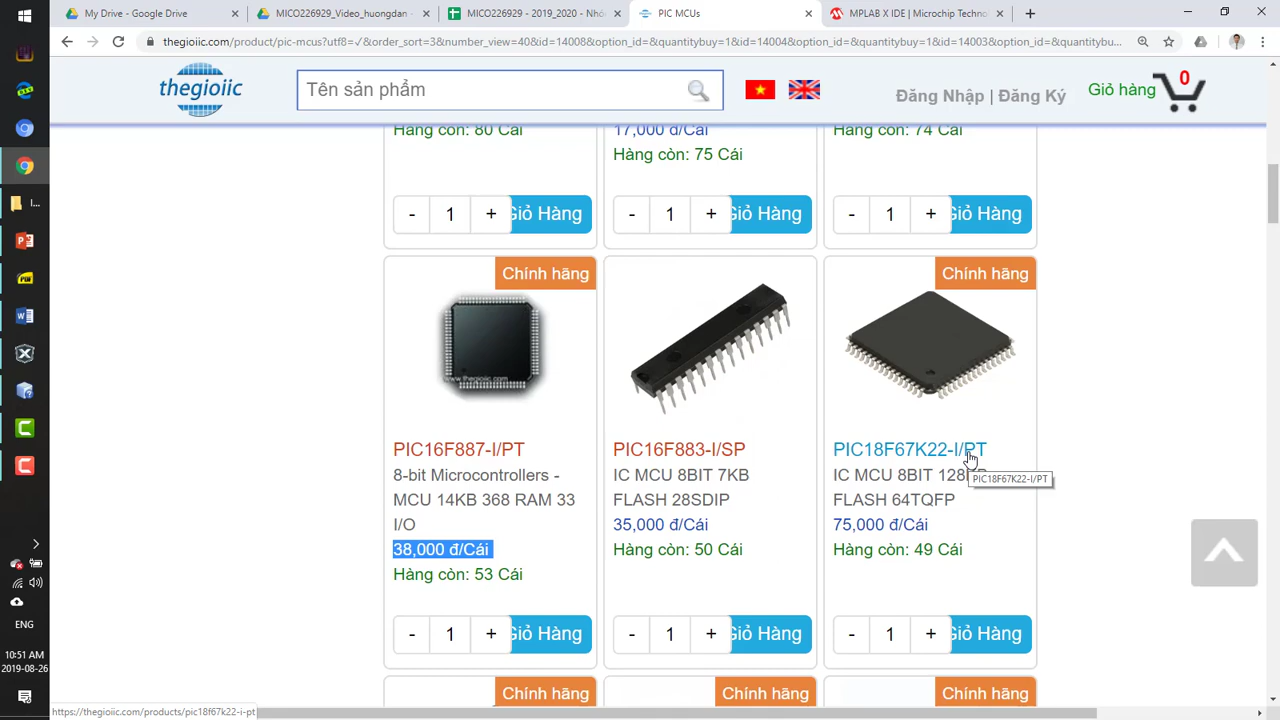 My Drive - Google Drive
MICO226929_Video_huongdan -
MICO226929 - 2019_2020 - Nhó
PIC MCUs
MPLAB X IDE | Microchip Techno
thegioiic.com/product/pic-mcus?utf8=✓&order_sort=3&number_view=40&id=14008&option_id=&quantitybuy=1&id=14004&option_id=&quantitybuy=1&id=14003&option_id=&quantitybuy=1&id=14003&option_id=&quantitybu...
thegioiic
Tên sản phẩm
Đăng Nhập | Đăng Ký
Giỏ hàng
0
Hàng còn: 80 Cái
17,000 đ/Cái
Hàng còn: 74 Cái
Hàng còn: 75 Cái
- 1 + Giỏ Hàng
- 1 + Giỏ Hàng
- 1 + Giỏ Hàng
Chính hãng
Chính hãng
www.thegioiic.com
PIC16F887-I/PT
8-bit Microcontrollers -
MCU 14KB 368 RAM 33
I/O
38,000 đ/Cái
Hàng còn: 53 Cái
PIC16F883-I/SP
IC MCU 8BIT 7KB
FLASH 28SDIP
35,000 đ/Cái
Hàng còn: 50 Cái
PIC18F67K22-I/PT
IC MCU 8BIT 128
FLASH 64TQFP
75,000 đ/Cái
Hàng còn: 49 Cái
PIC18F67K22-I/PT
- 1 + Giỏ Hàng
- 1 + Giỏ Hàng
- 1 + Giỏ Hàng
Chính hãng
Chính hãng
Chính hãng
I...
ENG
10:51 AM
2019-08-26
https://thegioiic.com/products/pic18f67k22-i-pt